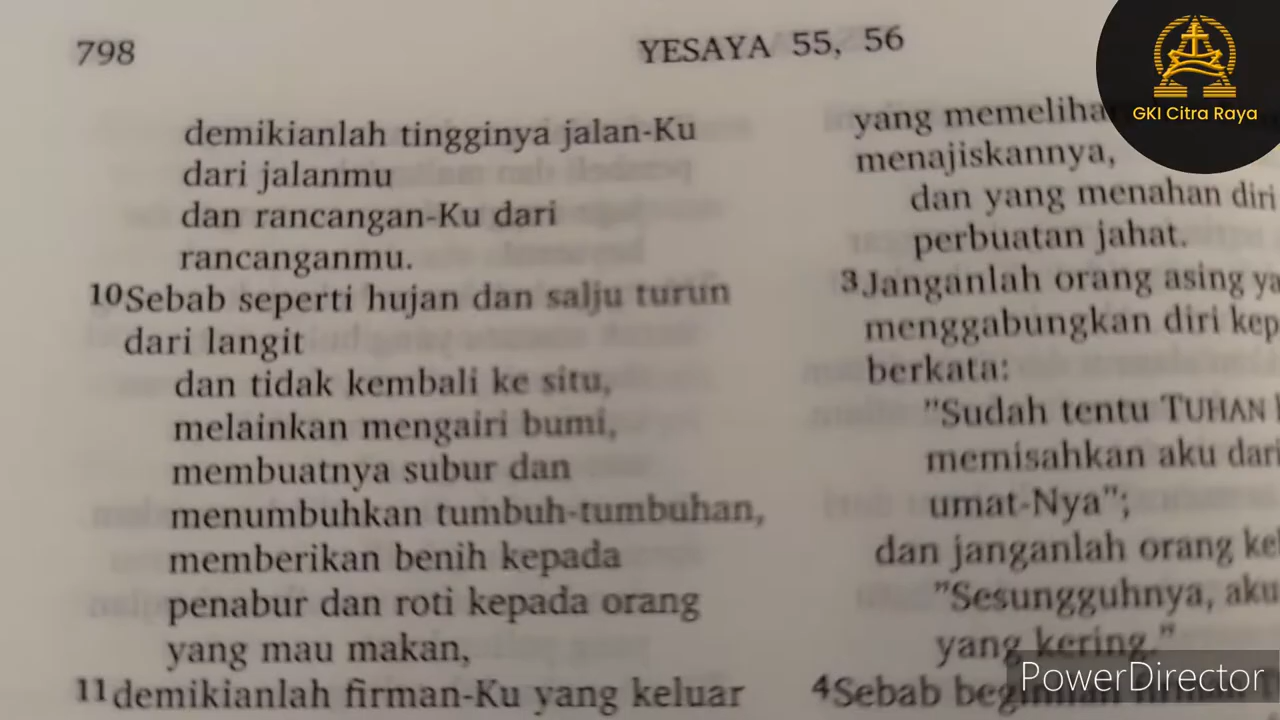 798
YESAYA 55, 56
demikianlah tingginya jalan-Ku
dari jalanmu
dan rancangan-Ku dari
rancanganmu.
10Sebab seperti hujan dan salju turun
dari langit
dan tidak kembali ke situ,
melainkan mengairi bumi,
membuatnya subur dan
menumbuhkan tumbuh-tumbuhan,
memberikan benih kepada
penabur dan roti kepada orang
yang mau makan,
11demikianlah firman-Ku yang keluar
yang
menajiskannya,
dan yang menahan diri
perbuatan jahat.
3Janganlah orang asing
menggabungkan diri
berkata:
"Sudah tentu TUHAN
memisahkan aku
umat-Nya";
dan janganlah orang
"Sesungguhnya, aku
yang kering."
4Sebab
GKI Citra Raya
PowerDirector